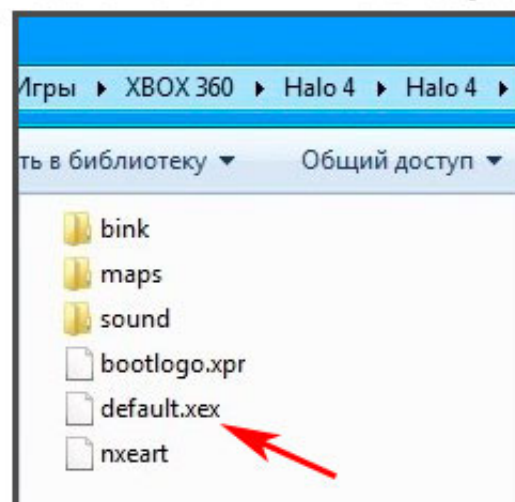 Игры ▸ XBOX 360 ▸ Halo 4 ▸ Halo 4 ▸
ть в библиотеку ▾ Общий доступ ▾
bink
maps
sound
bootlogo.xpr
default.xex
nxeart